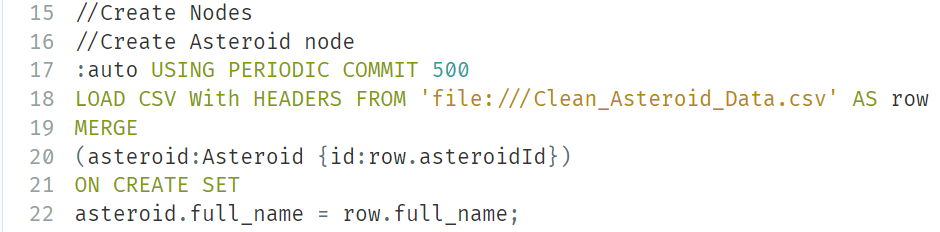 15 //Create Nodes
16 //Create Asteroid node
17 :auto USING PERIODIC COMMIT 500
18 LOAD CSV With HEADERS FROM 'file:///Clean_Asteroid_Data.csv' AS row
19 MERGE
20 (asteroid:Asteroid {id:row.asteroidId})
21 ON CREATE SET
22 asteroid.full_name = row.full_name;